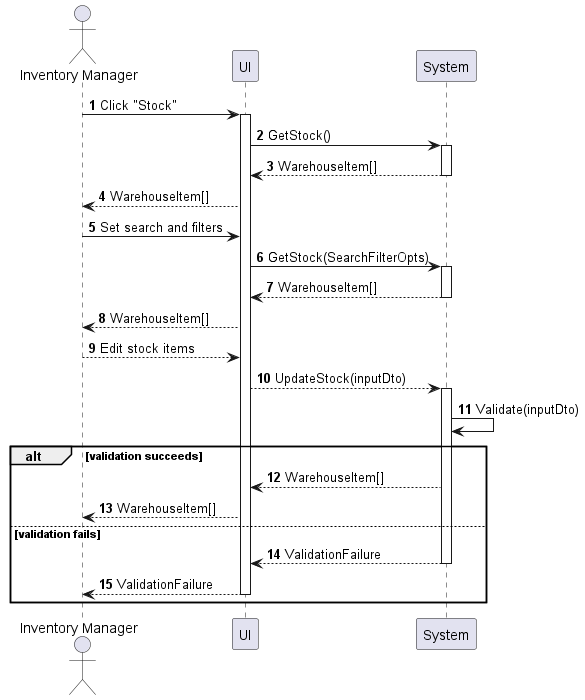 Inventory Manager
UI
System
1 Click "Stock"
2 GetStock()
3 WarehouseItem[]
4 WarehouseItem[]
5 Set search and filters
6 GetStock(SearchFilterOpts)
7 WarehouseItem[]
8 WarehouseItem[]
9 Edit stock items
10 UpdateStock(inputDto)
11 Validate(inputDto)
alt [validation succeeds]
12 WarehouseItem[]
13 WarehouseItem[]
[validation fails]
14 ValidationFailure
15 ValidationFailure
Inventory Manager
UI
System